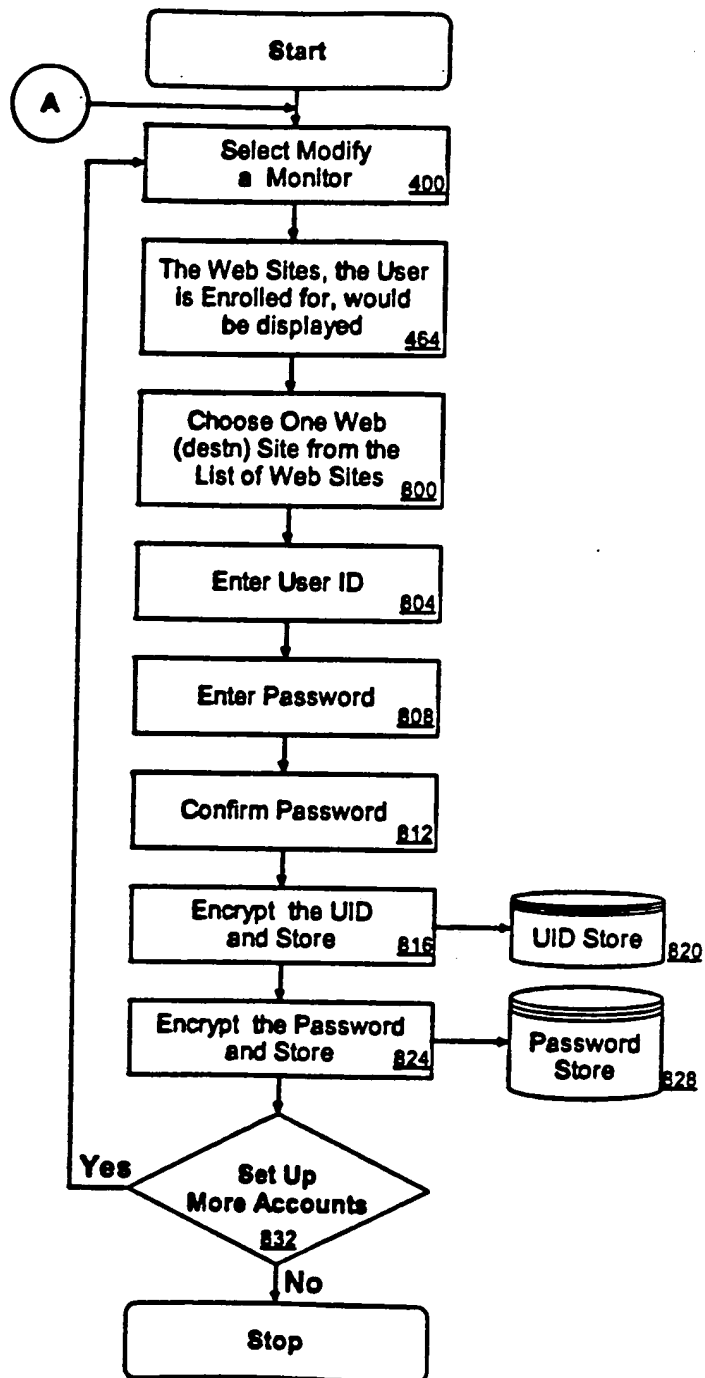 Start
A
Select Modify
a Monitor
400
The Web Sites, the User
is Enrolled for, would
be displayed
464
Choose One Web
(destn) Site from the
List of Web Sites
800
Enter User ID
804
Enter Password
808
Confirm Password
812
Encrypt the UID
and Store
816
UID Store
820
Encrypt the Password
and Store
824
Password
Store
828
Yes
Set Up
More Accounts
832
No
Stop